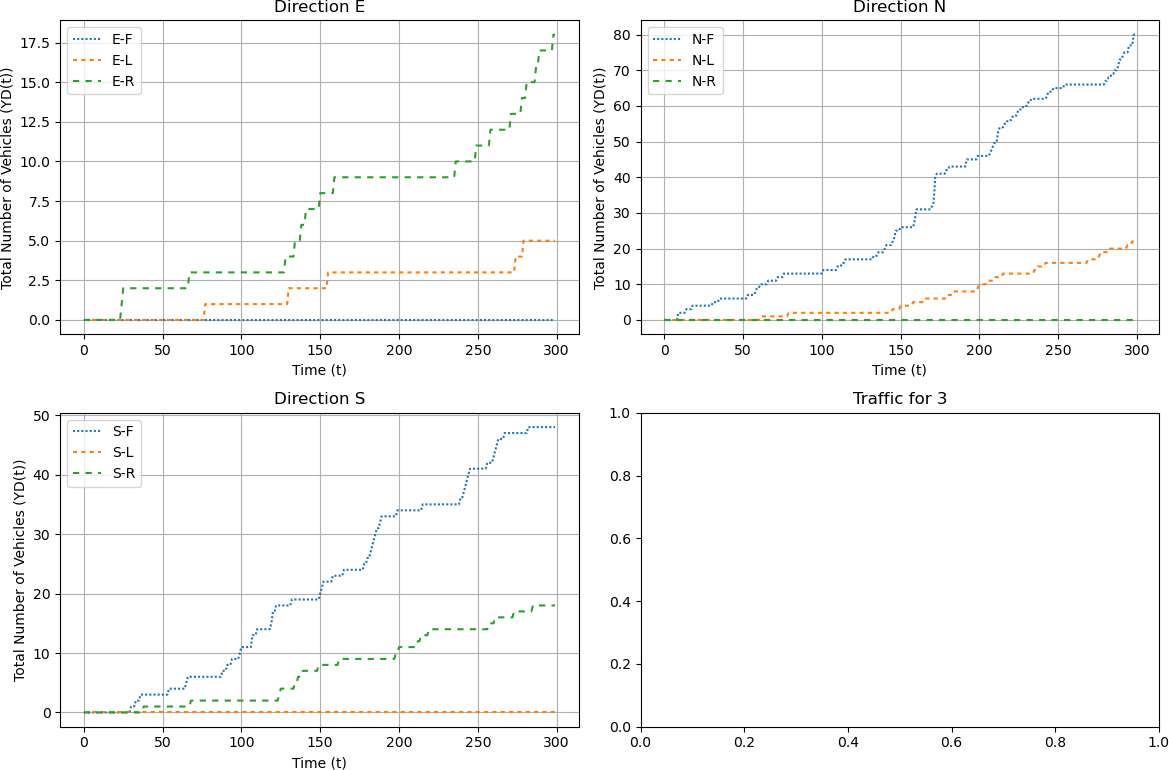 Direction E
Total Number of Vehicles (YD(t))
17.5
15.0
12.5
10.0
7.5
5.0
2.5
0.0
E-F
E-L
E-R
0 50 100 150 200 250 300
Time (t)
Direction N
Total Number of Vehicles (YD(t))
80
70
60
50
40
30
20
10
0
N-F
N-L
N-R
0 50 100 150 200 250 300
Time (t)
Direction S
Total Number of Vehicles (YD(t))
50
40
30
20
10
0
S-F
S-L
S-R
0 50 100 150 200 250 300
Time (t)
Traffic for 3
1.0
0.8
0.6
0.4
0.2
0.0
0.0 0.2 0.4 0.6 0.8 1.0